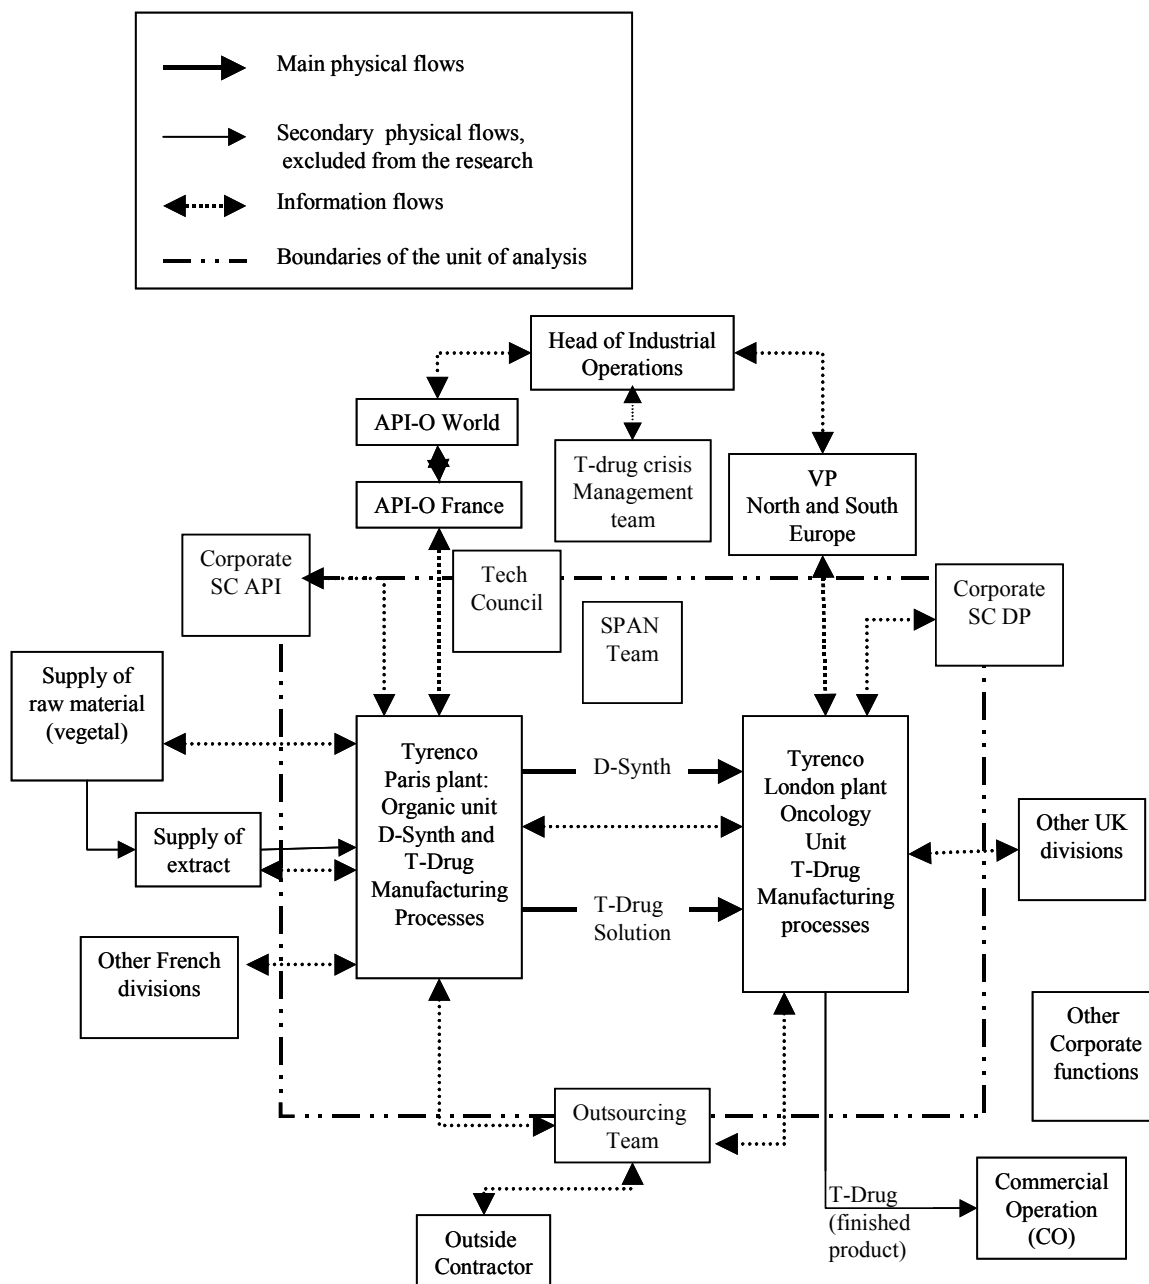 Main physical flows
Secondary physical flows,
excluded from the research
Information flows
Boundaries of the unit of analysis
Head of Industrial
Operations
API-O World
T-drug crisis
Management
team
VP
North and South
Europe
API-O France
Corporate
SC API
Tech
Council
SPAN
Team
Corporate
SC DP
Supply of
raw material
(vegetal)
Tyrenco
Paris plant:
Organic unit
D-Synth and
T-Drug
Manufacturing
Processes
D-Synth
T-Drug
Solution
Tyrenco
London plant
Oncology
Unit
T-Drug
Manufacturing
processes
Supply of
extract
Other UK
divisions
Other French
divisions
Other
Corporate
functions
Outsourcing
Team
Outside
Contractor
T-Drug
(finished
product)
Commercial
Operation
(CO)